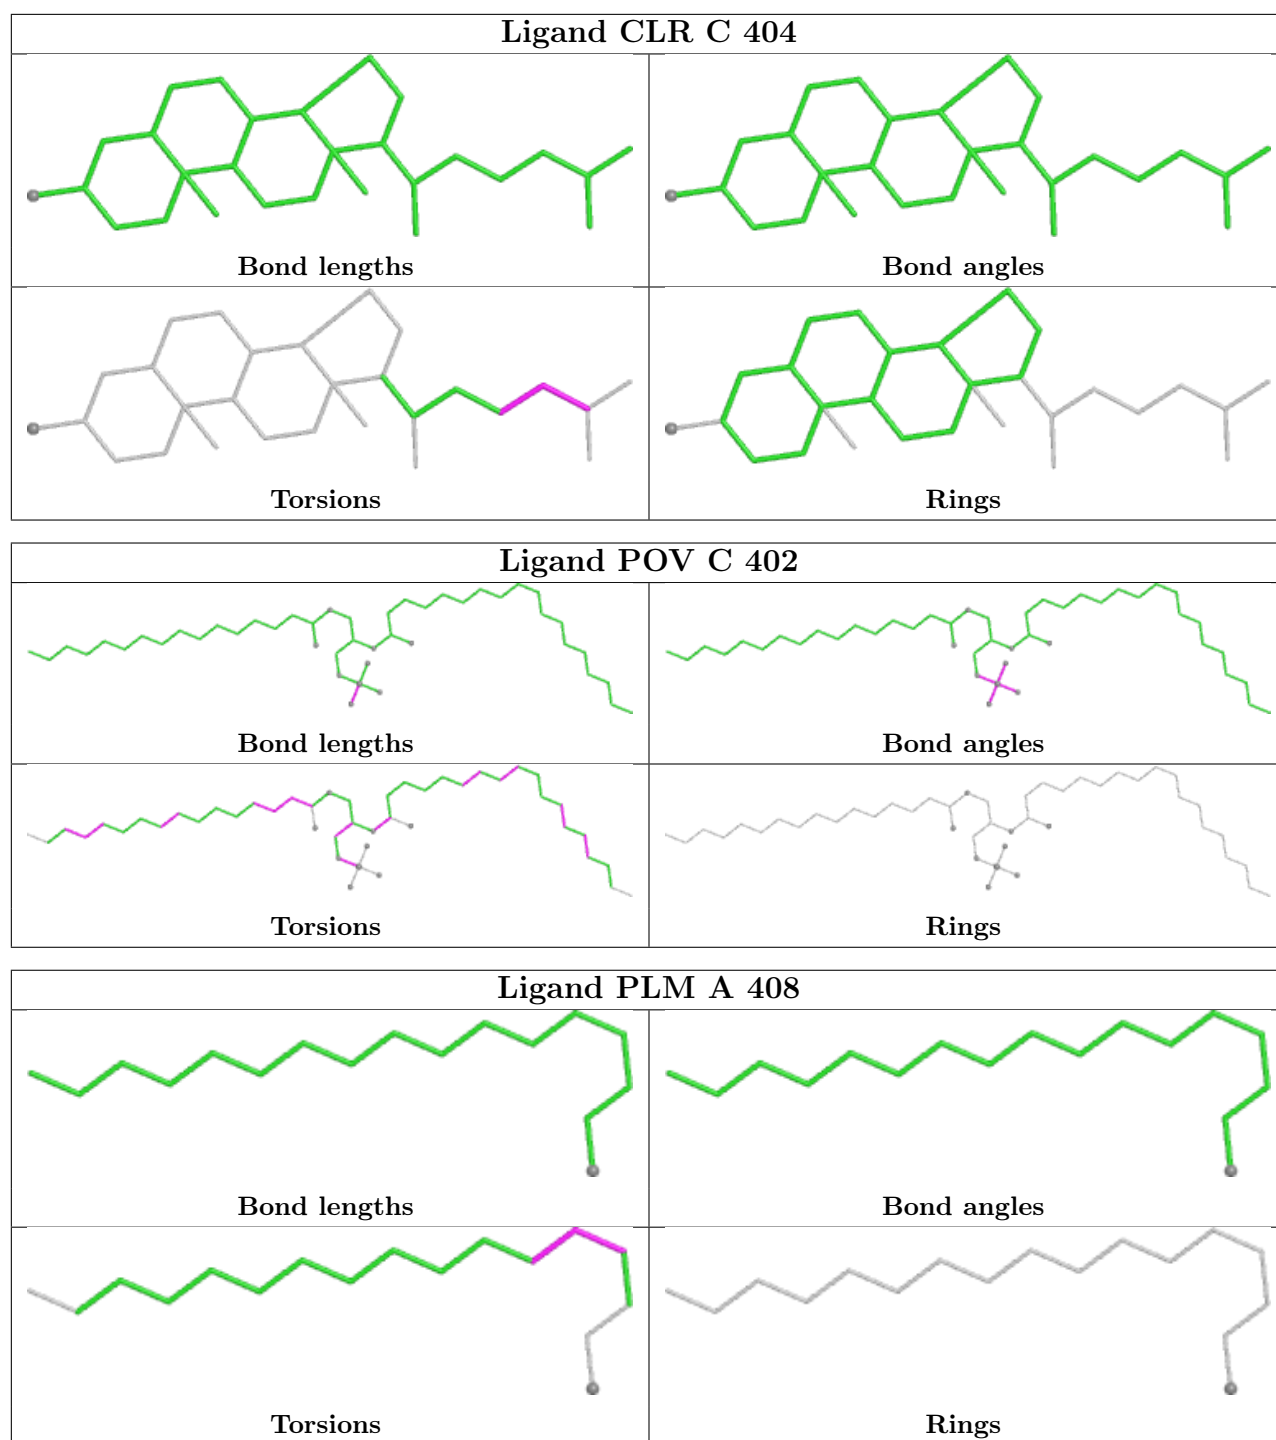 Ligand CLR C 404
Bond lengths
Bond angles
Torsions
Rings
Ligand POV C 402
Bond lengths
Bond angles
Torsions
Rings
Ligand PLM A 408
Bond lengths
Bond angles
Torsions
Rings